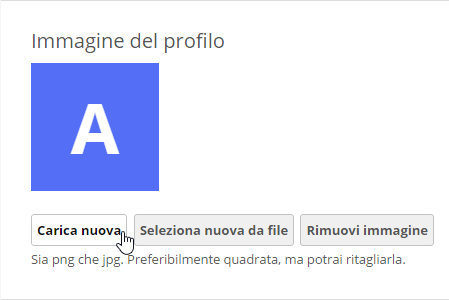 Immagine del profilo
A
Carica nuova Seleziona nuova da file Rimuovi immagine
Sia png che jpg. Preferibilmente quadrata, ma potrai ritagliarla.